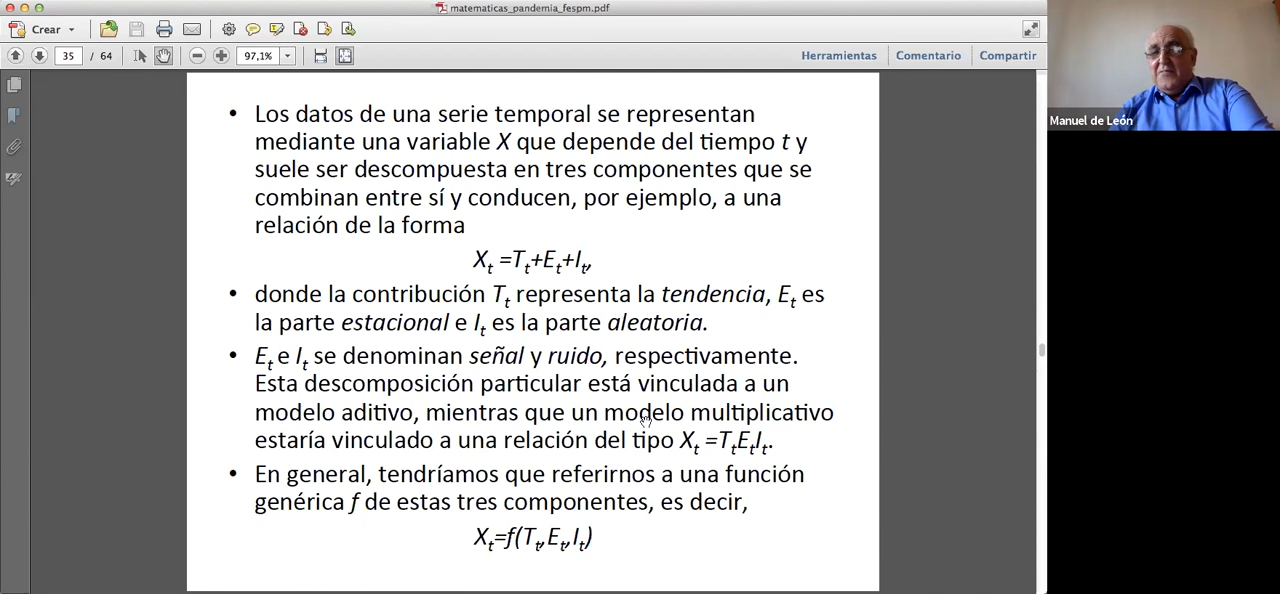 matematicas_pandemia_fespm.pdf
Crear
35 / 64
97,1%
Herramientas
Comentario
Compartir
Manuel de León
• Los datos de una serie temporal se representan
mediante una variable X que depende del tiempo t y
suele ser descompuesta en tres componentes que se
combinan entre sí y conducen, por ejemplo, a una
relación de la forma
Xt =Tt+Et+It,
• donde la contribución Tt representa la tendencia, Et es
la parte estacional e It es la parte aleatoria.
• Et e It se denominan señal y ruido, respectivamente.
Esta descomposición particular está vinculada a un
modelo aditivo, mientras que un modelo multiplicativo
estaría vinculado a una relación del tipo Xt =TtEtIt.
• En general, tendríamos que referirnos a una función
genérica f de estas tres componentes, es decir,
Xt=f(Tt,Et,It)